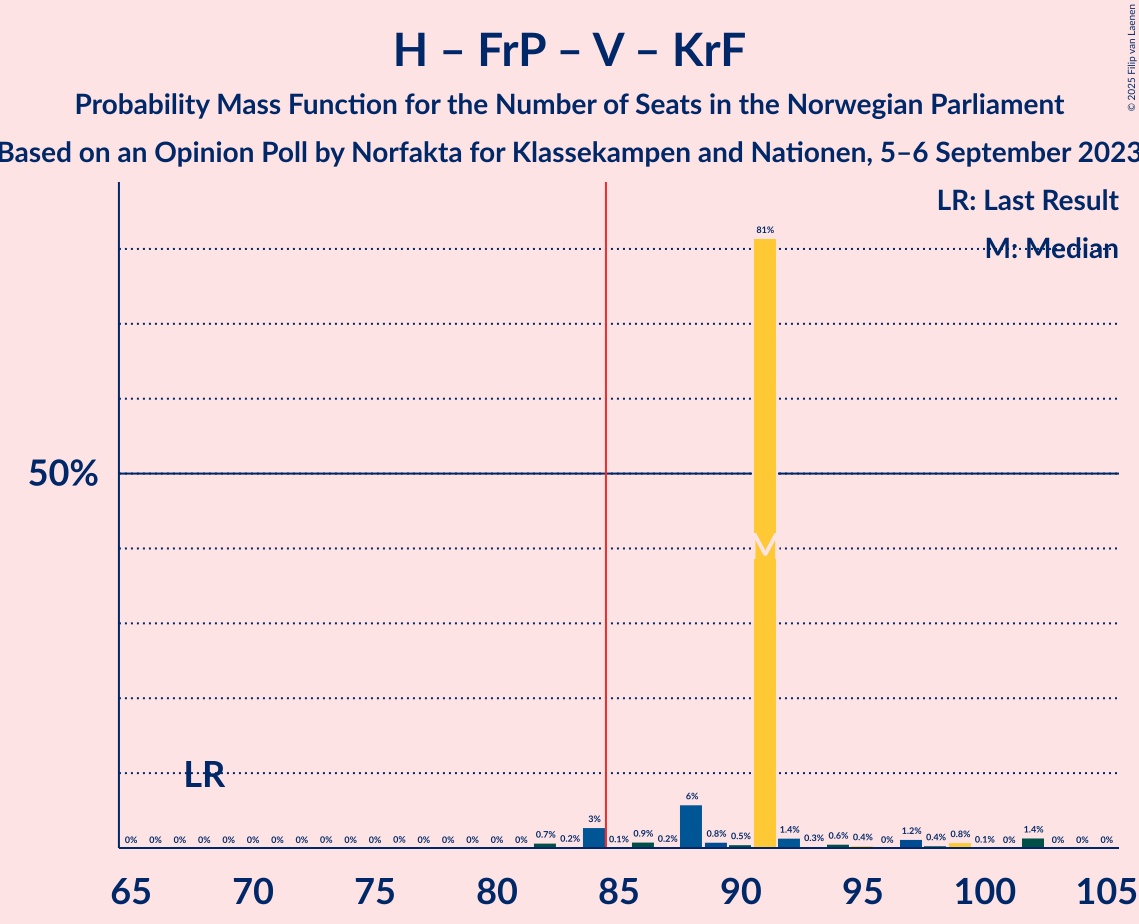 H – FrP – V – KrF
Probability Mass Function for the Number of Seats in the Norwegian Parliament
Based on an Opinion Poll by Norfakta for Klassekampen and Nationen, 5–6 September 2023
© 2025 Filip van Laenen
LR: Last Result
M: Median
50%
81%
M
LR
0% 0% 0% 0% 0% 0% 0% 0% 0% 0% 0% 0% 0% 0% 0% 0% 0% 0.7% 0.2% 3% 0.1% 0.9% 0.2% 6% 0.8% 0.5% 1.4% 0.3% 0.6% 0.4% 0% 1.2% 0.4% 0.8% 0.1% 0% 1.4% 0% 0% 0%
65 70 75 80 85 90 95 100 105